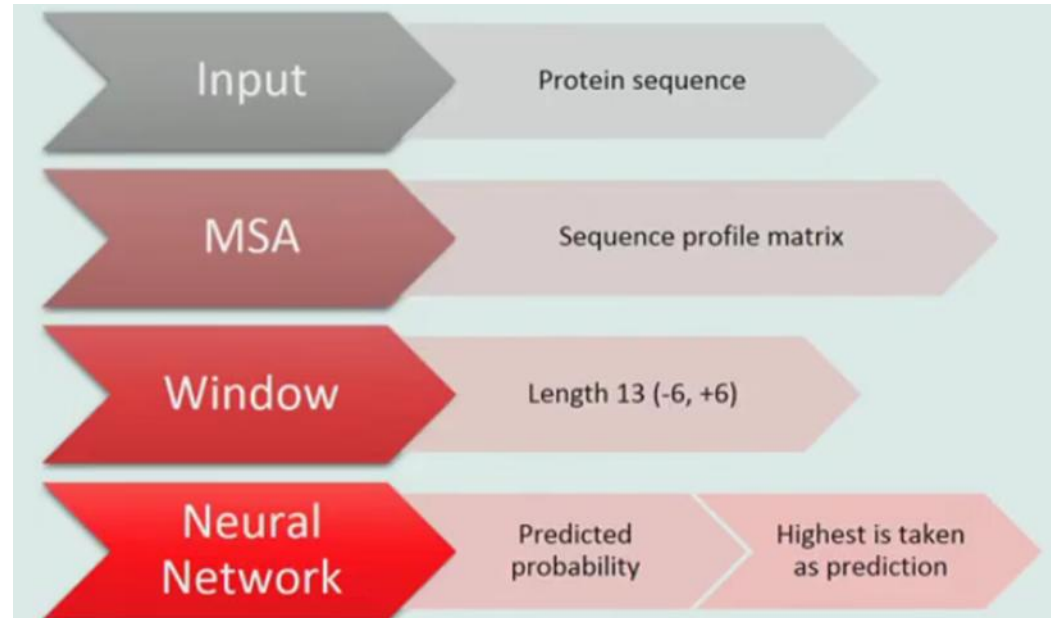 Input
Protein sequence
MSA
Sequence profile matrix
Window
Length 13 (-6, +6)
Neural
Network
Predicted
probability
Highest is taken
as prediction